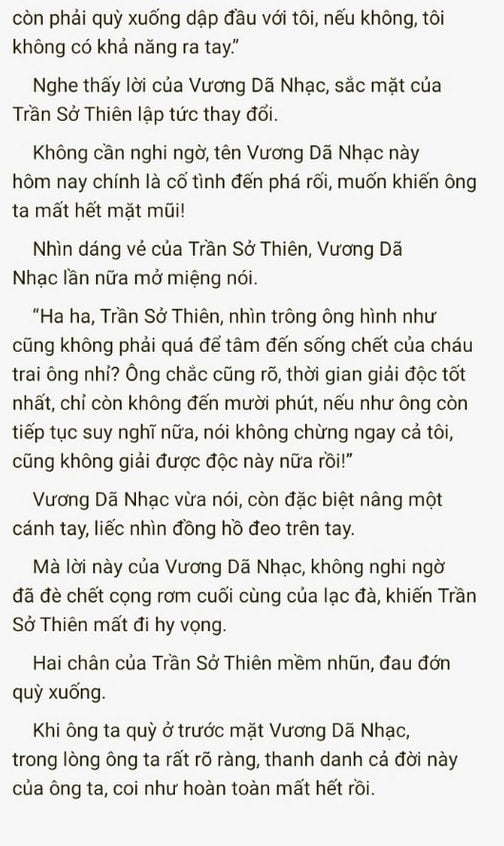 còn phải quỳ xuống dập đầu với tôi, nếu không, tôi
không có khả năng ra tay.”
Nghe thấy lời của Vương Dã Nhạc, sắc mặt của
Trần Sở Thiên lập tức thay đổi.
Không cần nghi ngờ, tên Vương Dã Nhạc này
hôm nay chính là cố tình đến phá rối, muốn khiến ông
ta mất hết mặt mũi!
Nhìn dáng vẻ của Trần Sở Thiên, Vương Dã
Nhạc lần nữa mở miệng nói.
“Ha ha, Trần Sở Thiên, nhìn trông ông hình như
cũng không phải quá để tâm đến sống chết của cháu
trai ông nhỉ? Ông chắc cũng rõ, thời gian giải độc tốt
nhất, chỉ còn không đến mười phút, nếu như ông còn
tiếp tục suy nghĩ nữa, nói không chừng ngay cả tôi,
cũng không giải được độc này nữa rồi!”
Vương Dã Nhạc vừa nói, còn đặc biệt nâng một
cánh tay, liếc nhìn đồng hồ đeo trên tay.
Mà lời này của Vương Dã Nhạc, không nghi ngờ
đã đè chết cọng rơm cuối cùng của lạc đà, khiến Trần
Sở Thiên mất đi hy vọng.
Hai chân của Trần Sở Thiên mềm nhũn, đau đớn
quỳ xuống.
Khi ông ta quỳ ở trước mặt Vương Dã Nhạc,
trong lòng ông ta rất rõ ràng, thanh danh cả đời này
của ông ta, coi như hoàn toàn mất hết rồi.